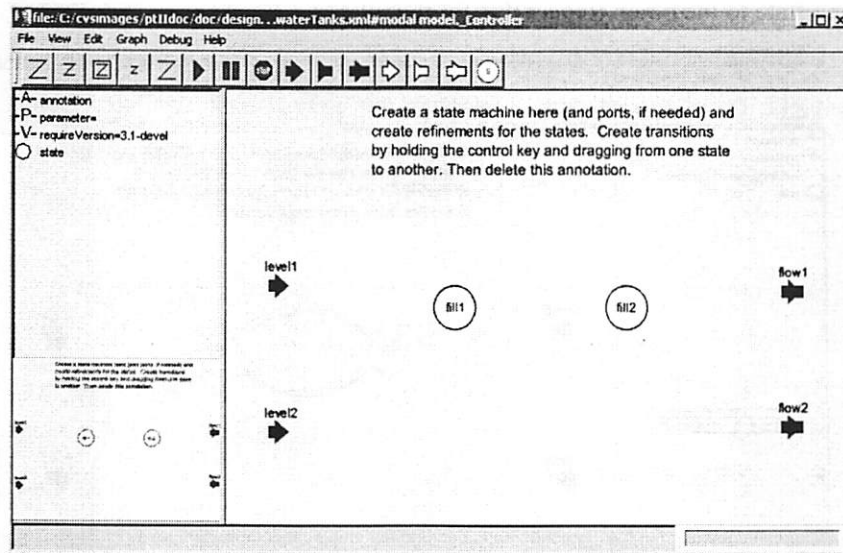 file:/C:/cvsimages/ptIIdoc/doc/design. . .waterTanks.xml#modal model._Controller
File View Edit Graph Debug Help
A annotation
P parameter=
V requireVersion=3.1-devel
state
Create a state machine here (and ports, if needed) and
create refinements for the states. Create transitions
by holding the control key and dragging from one state
to another. Then delete this annotation.
level1
flow1
fill1
fill2
level2
flow2